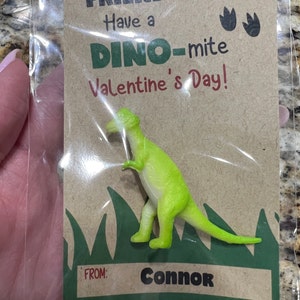 Have a
DINO-mite
Valentine's Day!
FROM: Connor